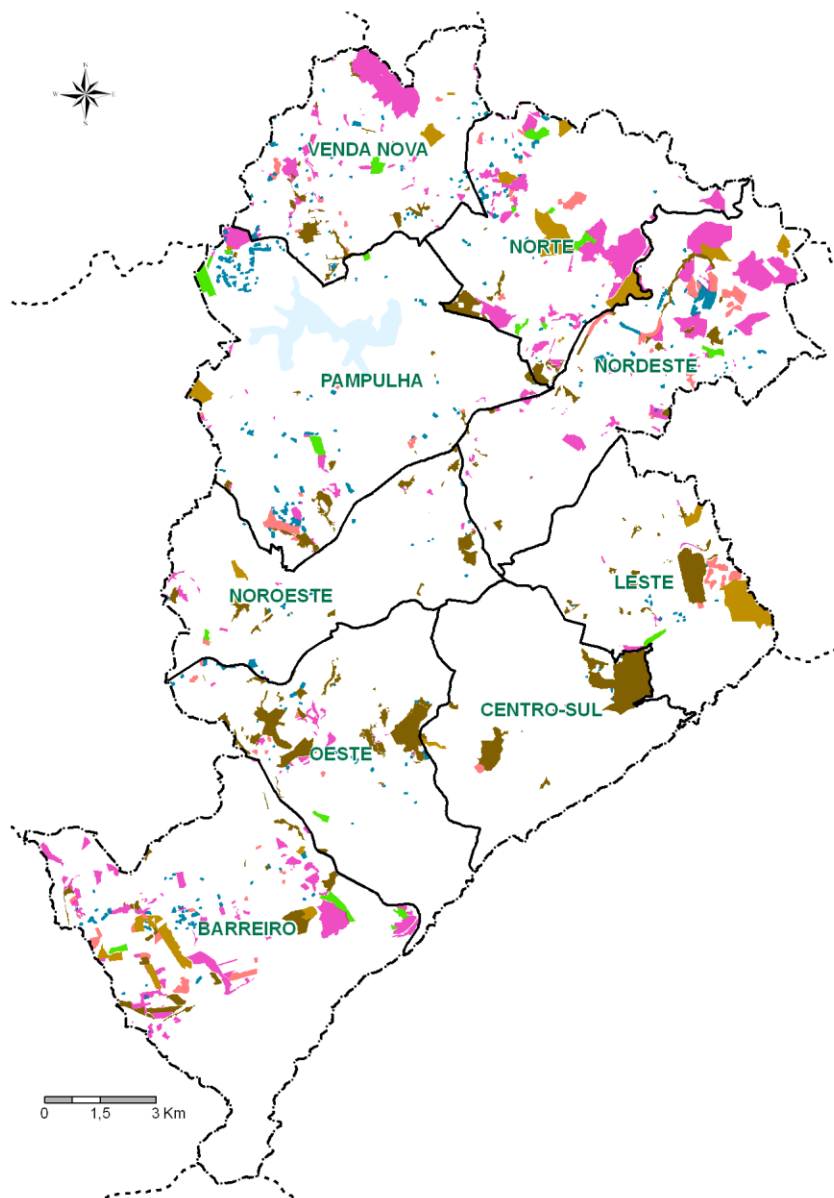 N
W E
S
VENDA NOVA
NORTE
NORDESTE
PAMPULHA
LESTE
NOROESTE
CENTRO-SUL
OESTE
BARREIRO
0 1,5 3 Km